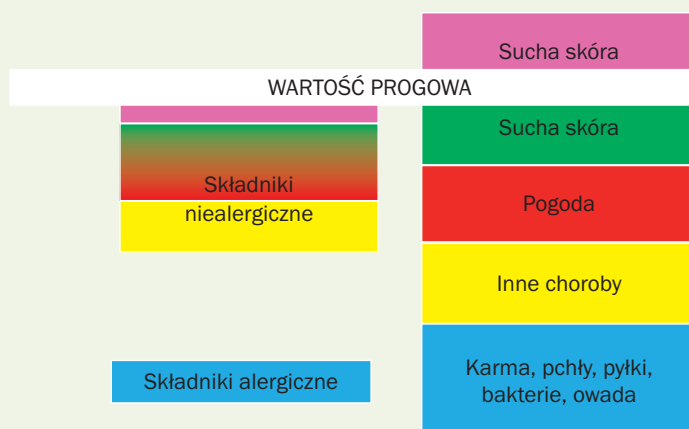 Sucha skóra
WARTOŚĆ PROGOWA
Sucha skóra
Składniki
niealergiczne
Pogoda
Inne choroby
Składniki alergiczne
Karma, pchły, pyłki,
bakterie, owada